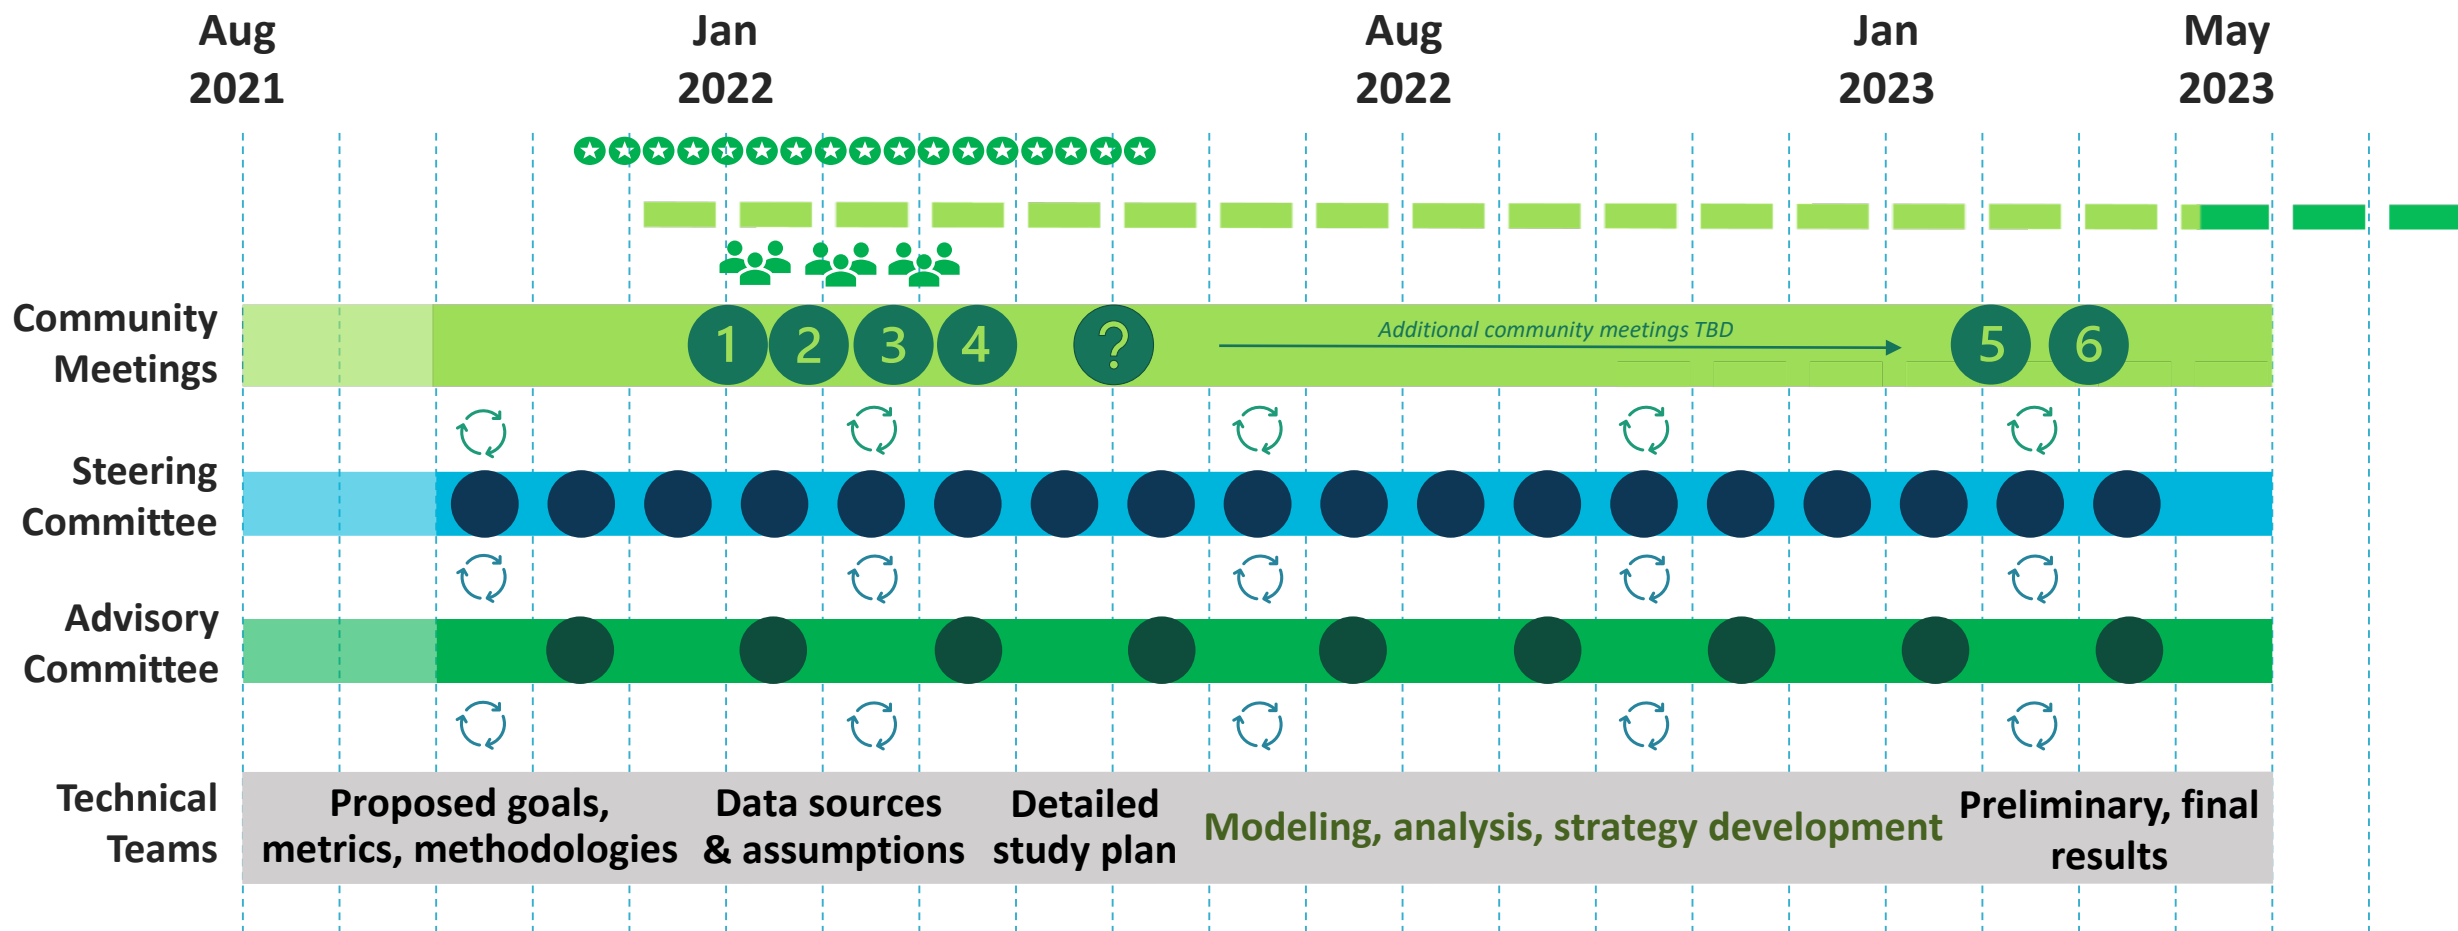 Aug
2021
Jan
2022
Aug
2022
Jan
2023
May
2023
Community
Meetings
1
2
3
4
?
Additional community meetings TBD
5
6
Steering
Committee
Advisory
Committee
Technical
Teams
Proposed goals,
metrics, methodologies
Data sources
& assumptions
Detailed
study plan
Modeling, analysis, strategy development
Preliminary, final
results